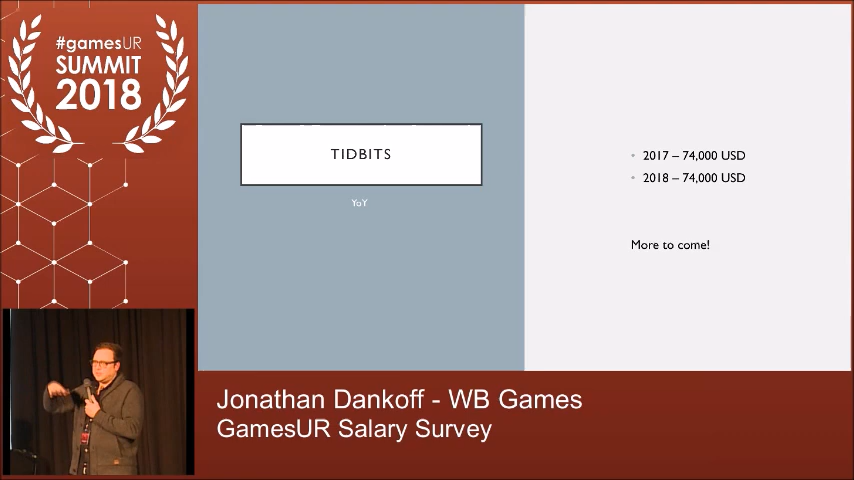 #gamesUR
SUMMIT
2018
TIDBITS
YoY
• 2017 – 74,000 USD
• 2018 – 74,000 USD
More to come!
Jonathan Dankoff - WB Games
GamesUR Salary Survey